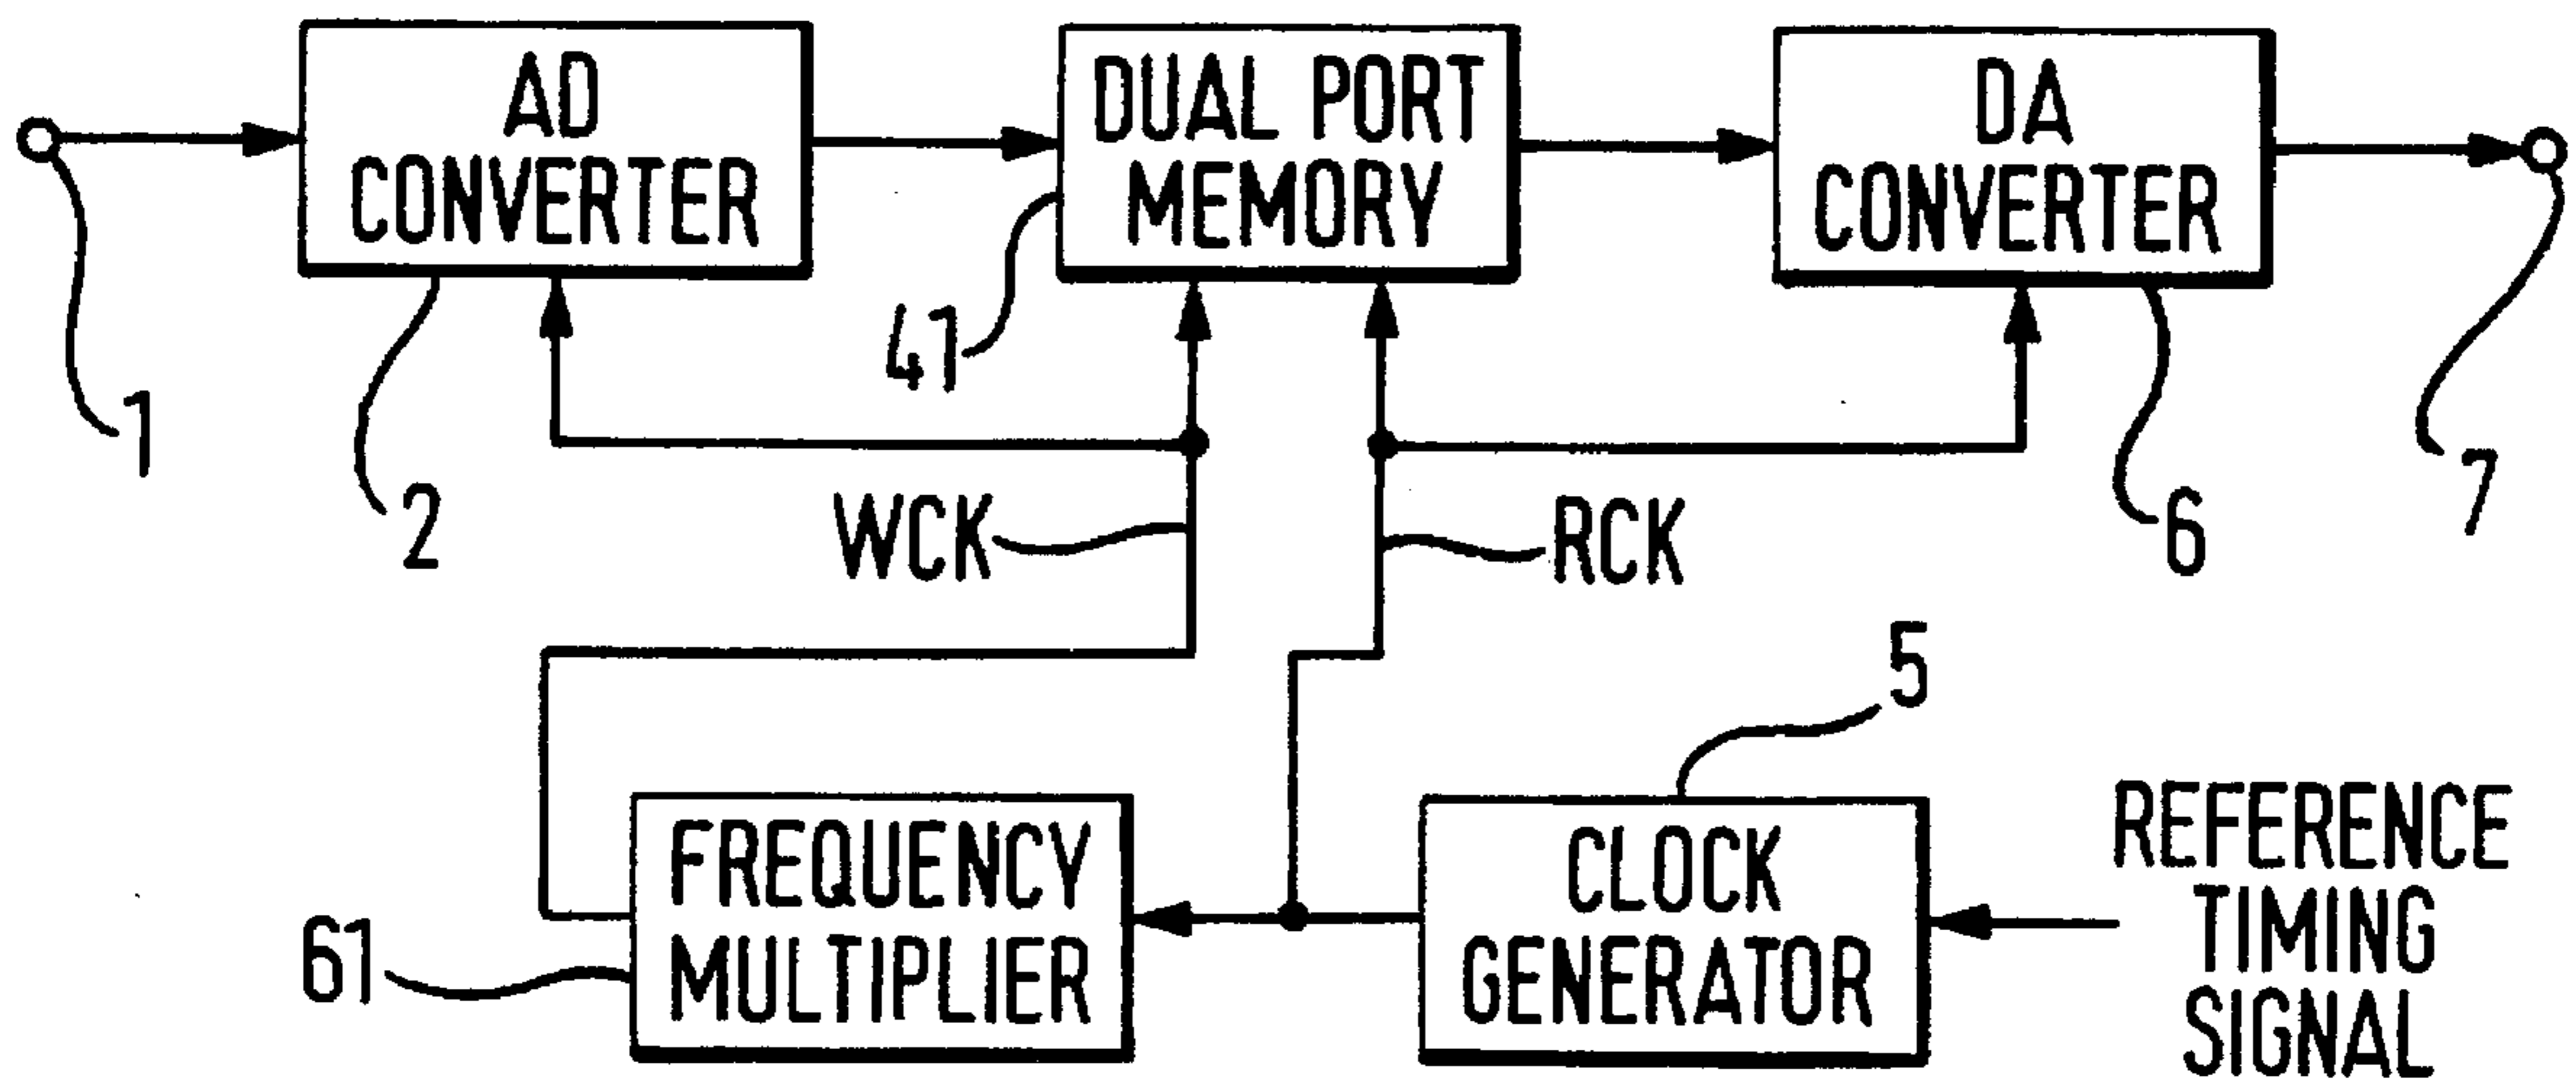 AD
CONVERTER
DUAL PORT
MEMORY
DA
CONVERTER
1
2
41
6
7
WCK
RCK
5
FREQUENCY
MULTIPLIER
61
CLOCK
GENERATOR
REFERENCE
TIMING
SIGNAL